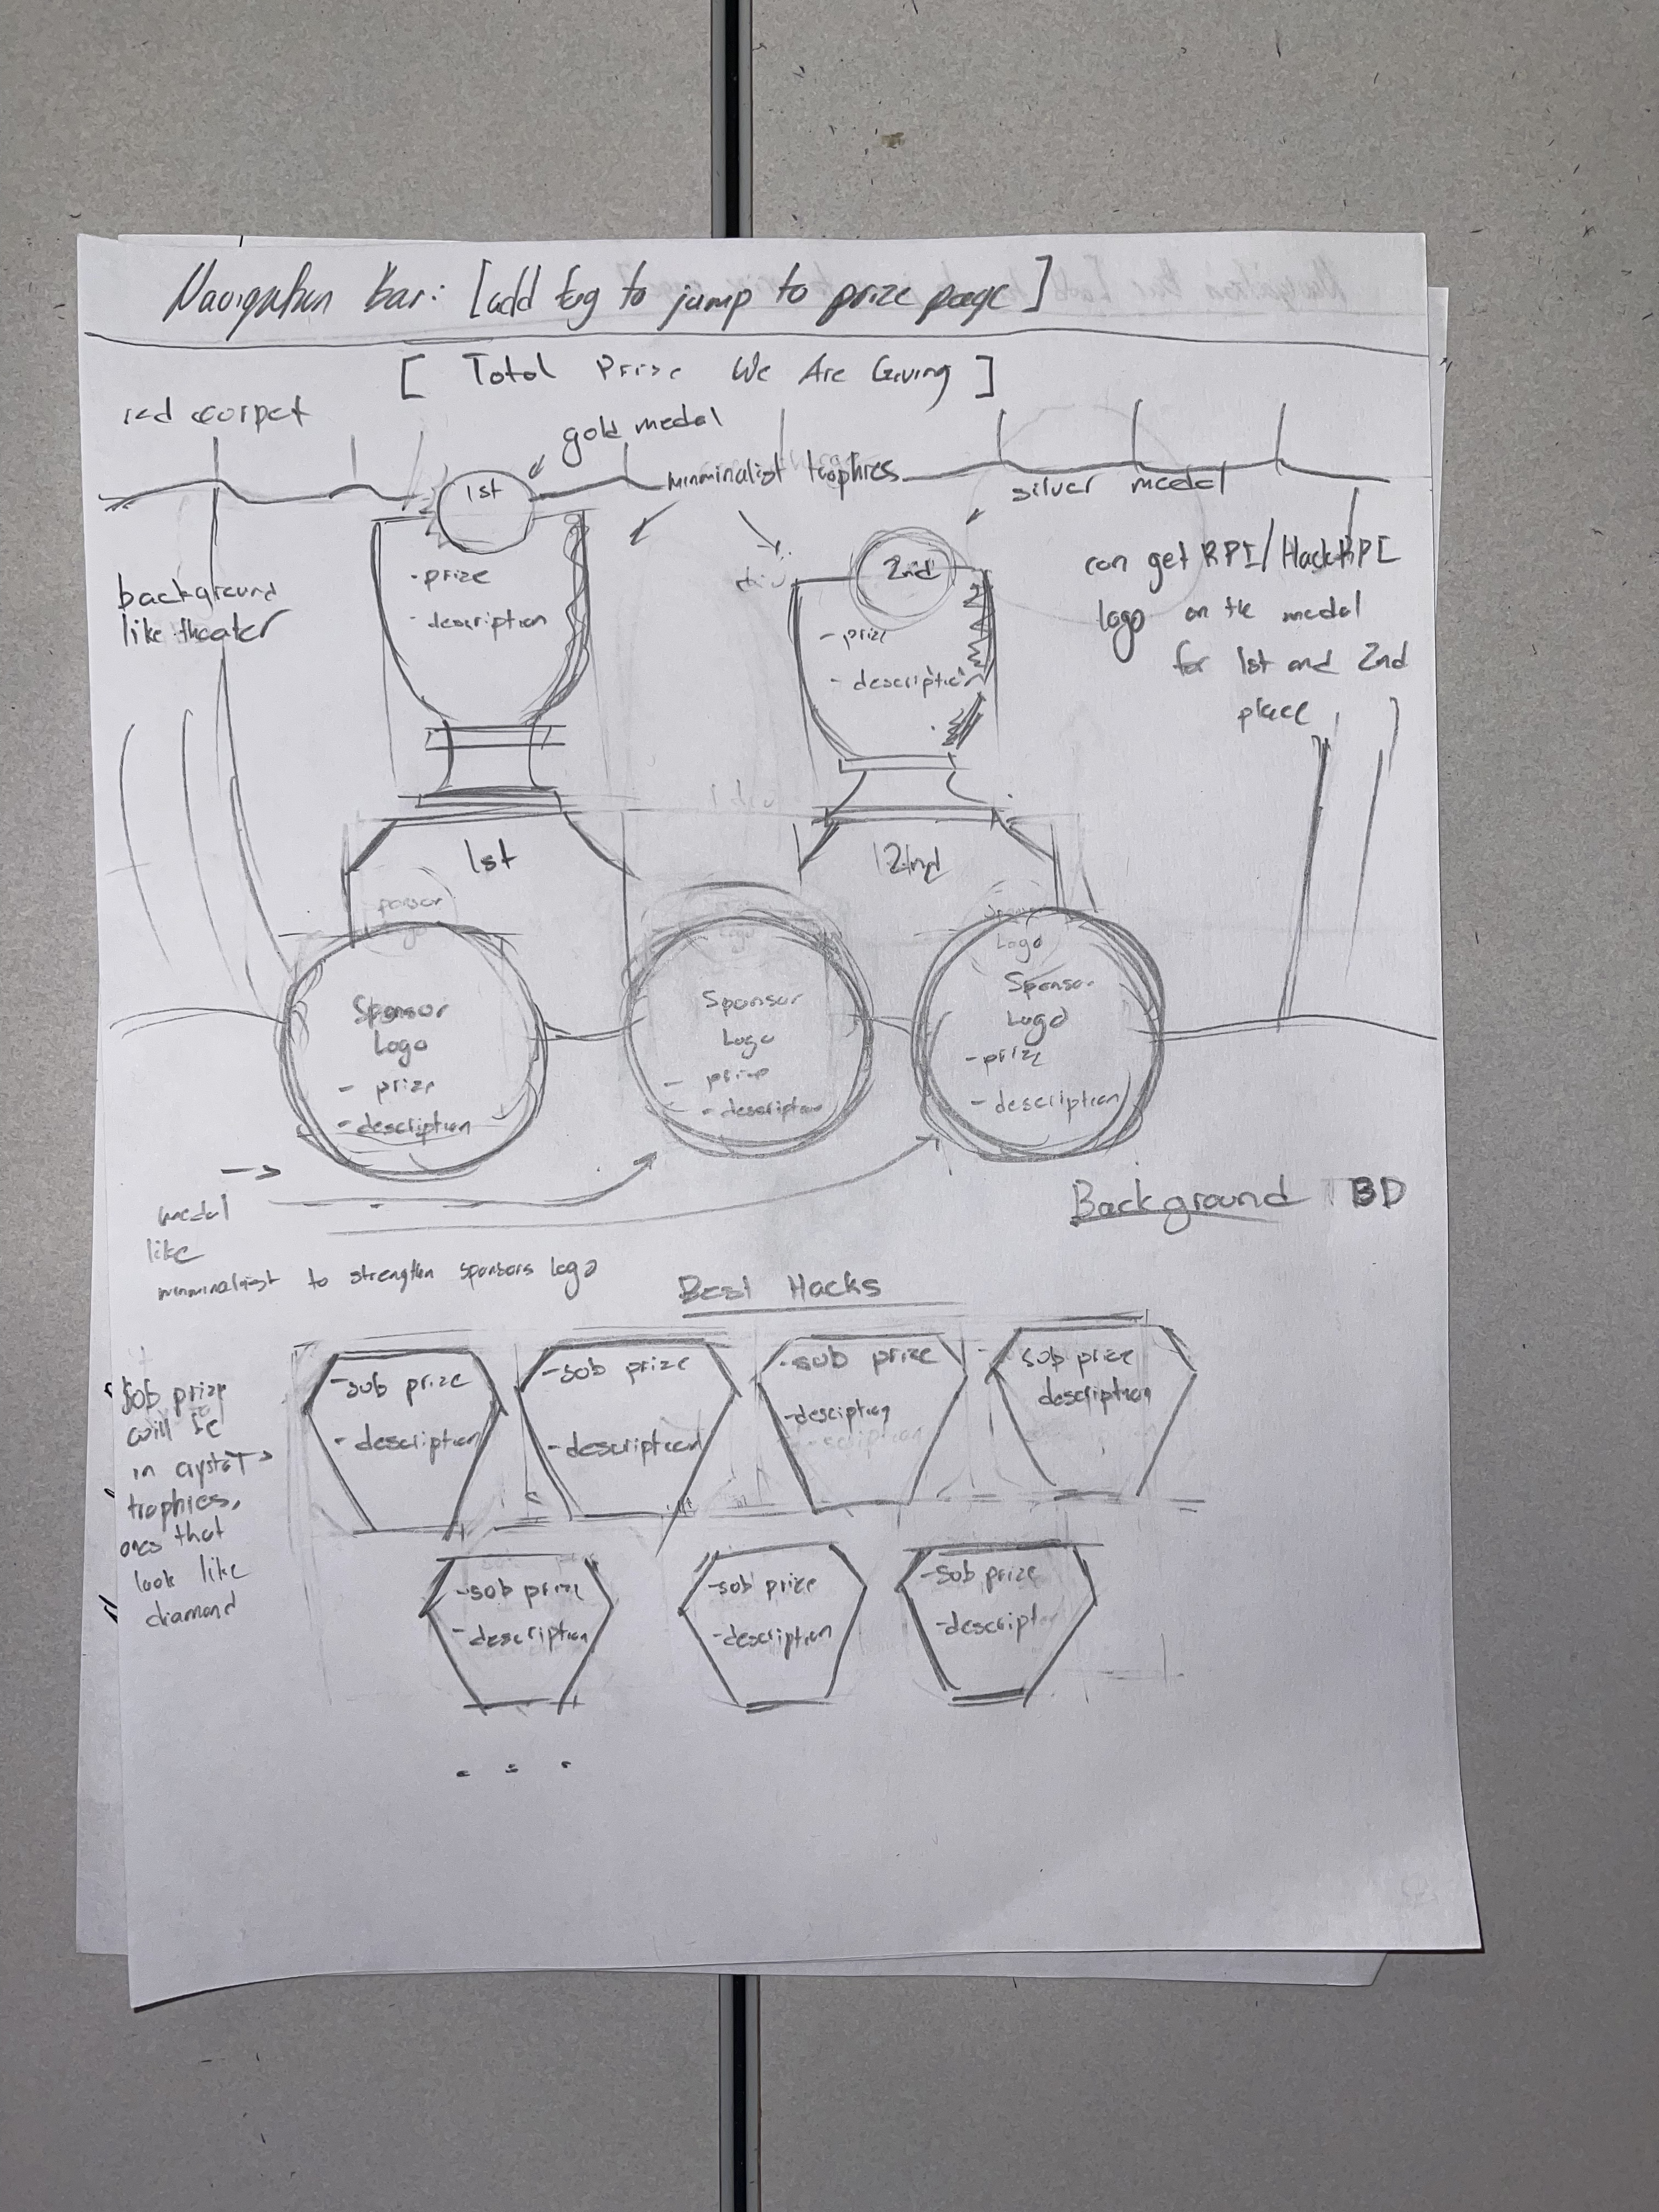 Navigation Bar: [add tag to jump to prize page]
[ Total Prize We Are Giving ]
red carpet
gold medal
minminalist trophies
silver medal
1st
2nd
background
like theater
- prize
- description
- prize
- description
can get RPI/HackRPI
logo on the medal
for 1st and 2nd
place
1st
2nd
Sponsor
Logo
- prize
- description
Sponsor
Logo
- prize
- description
Logo
Sponsor
Logo
- prize
- description
medal
like
minminalist to strengthen sponsors logo
Background TBD
Best Hacks
- sub prize
- description
- sub prize
- description
- sub prize
- desciption
sub prize
description
sub prize
will be
in crystal
trophies,
ones that
look like
diamond
- sub prize
- description
- sub prize
- description
- sub prize
- description
. . .